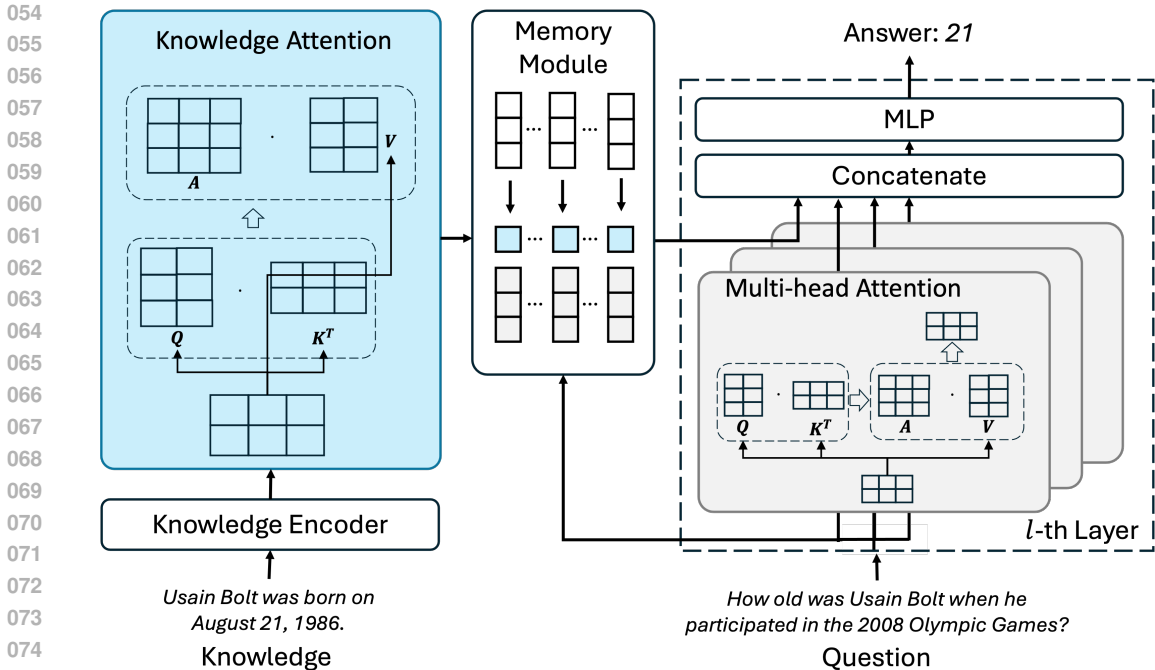 054
055
056
057
058
059
060
061
062
063
064
065
066
067
068
069
070
071
072
073
074
Knowledge Attention
A
·
V
Q
·
K^T
Knowledge Encoder
Usain Bolt was born on
August 21, 1986.
Knowledge
Memory
Module
... ...
... ...
... ...
Answer: 21
MLP
Concatenate
Multi-head Attention
Q
·
K^T
A
·
V
l-th Layer
How old was Usain Bolt when he
participated in the 2008 Olympic Games?
Question